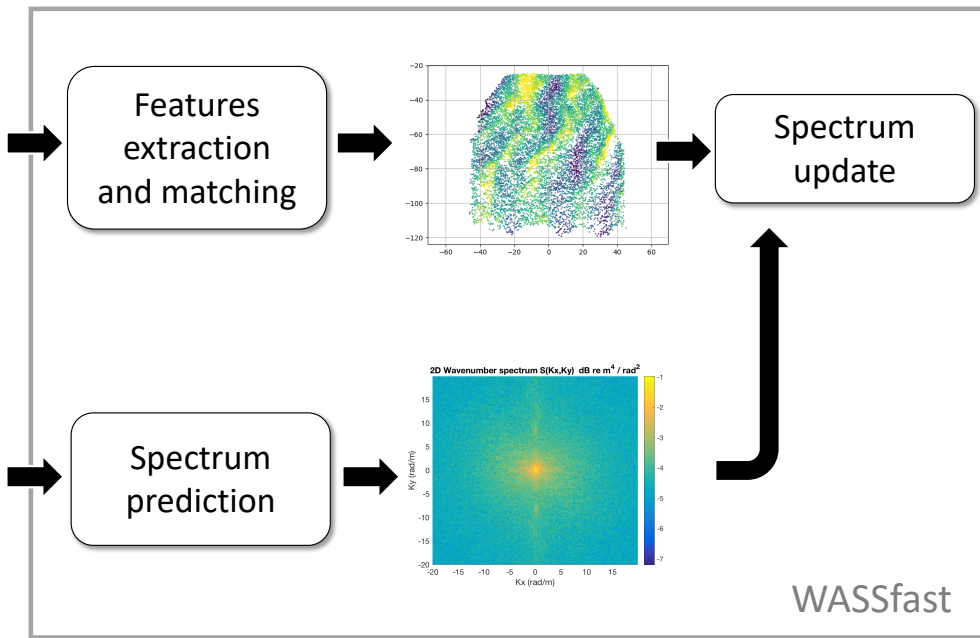 Features
extraction
and matching
−20
−40
−60
−80
−100
−120
−60 −40 −20 0 20 40 60
Spectrum
update
Spectrum
prediction
2D Wavenumber spectrum S(Kx,Ky) dB re m⁴ / rad²
Ky (rad/m)
15
10
5
0
-5
-10
-15
-20
-20 -15 -10 -5 0 5 10 15
Kx (rad/m)
-1
-2
-3
-4
-5
-6
-7
WASSfast